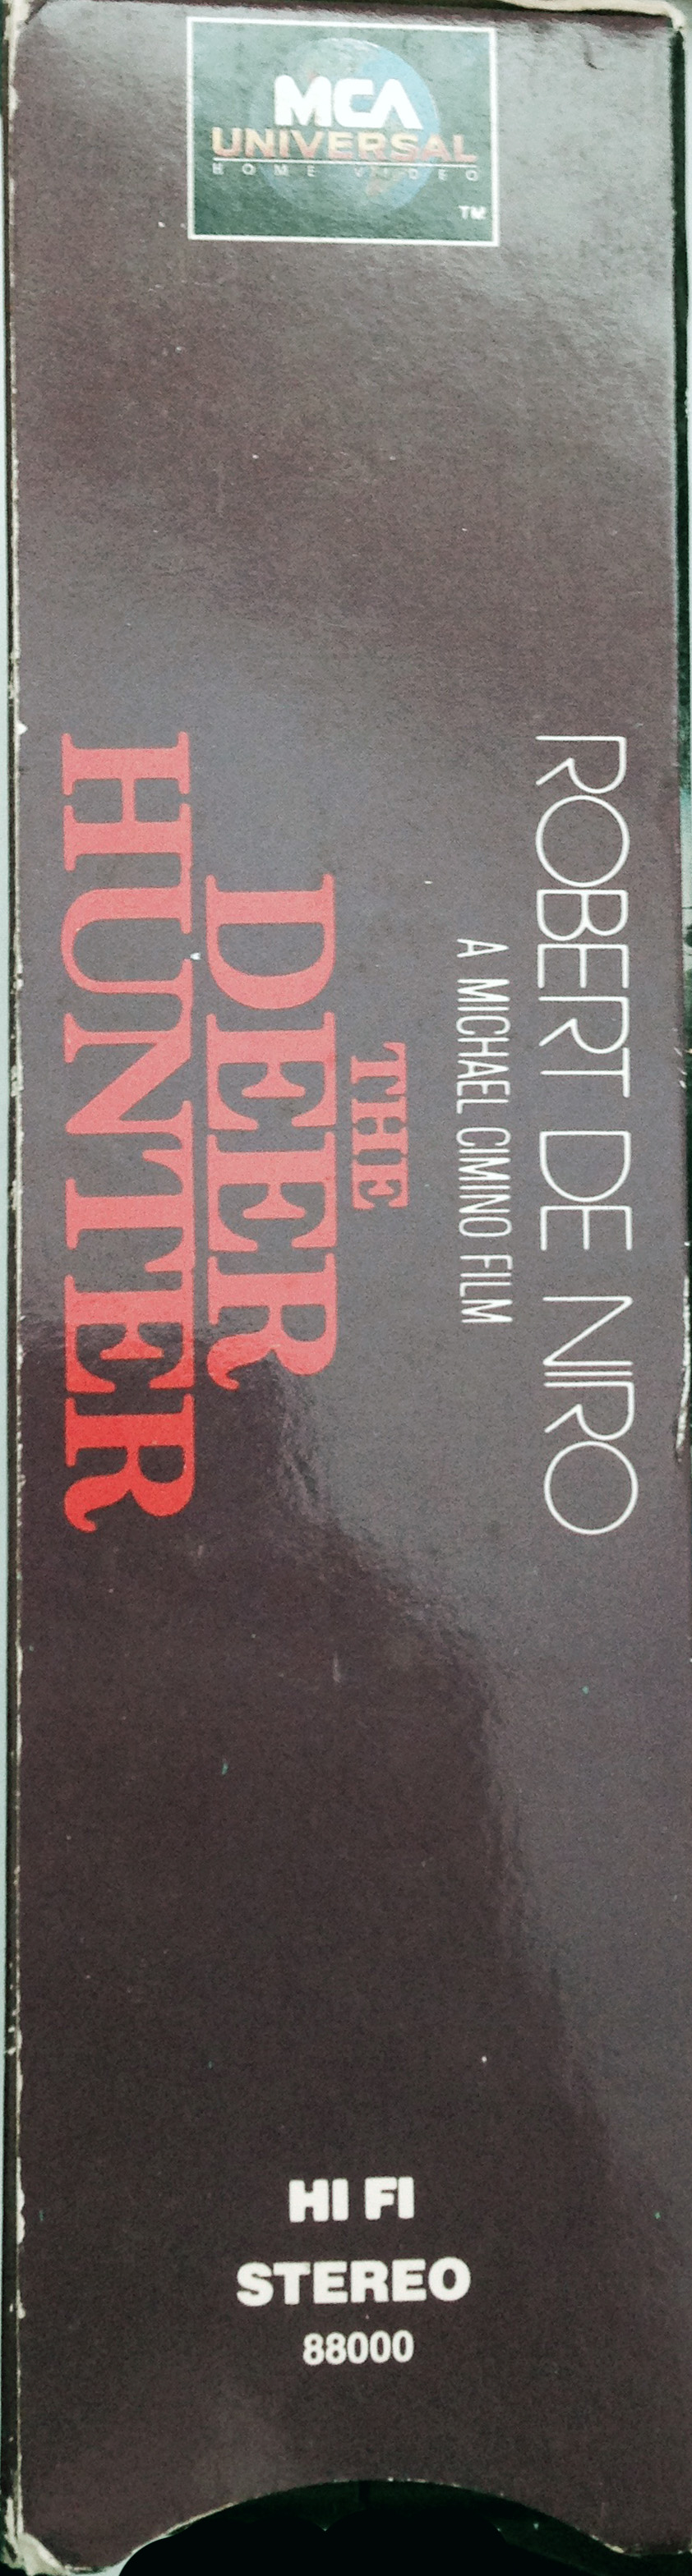 MCA
UNIVERSAL
HOME VIDEO
TM
ROBERT DE NIRO
A MICHAEL CIMINO FILM
THE
DEER
HUNTER
HI FI
STEREO
88000